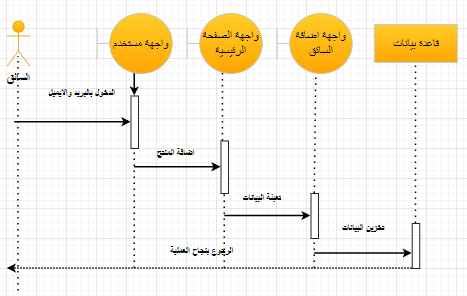 السائق
واجهة مستخدم
واجهة الصفحة
الرئيسية
واجهة اضافة
السائق
قاعدة بيانات
الدخول بالبريد والايميل
اضافة المنتج
تعبئة البيانات
تخزين البيانات
الرجوع بنجاح العملية